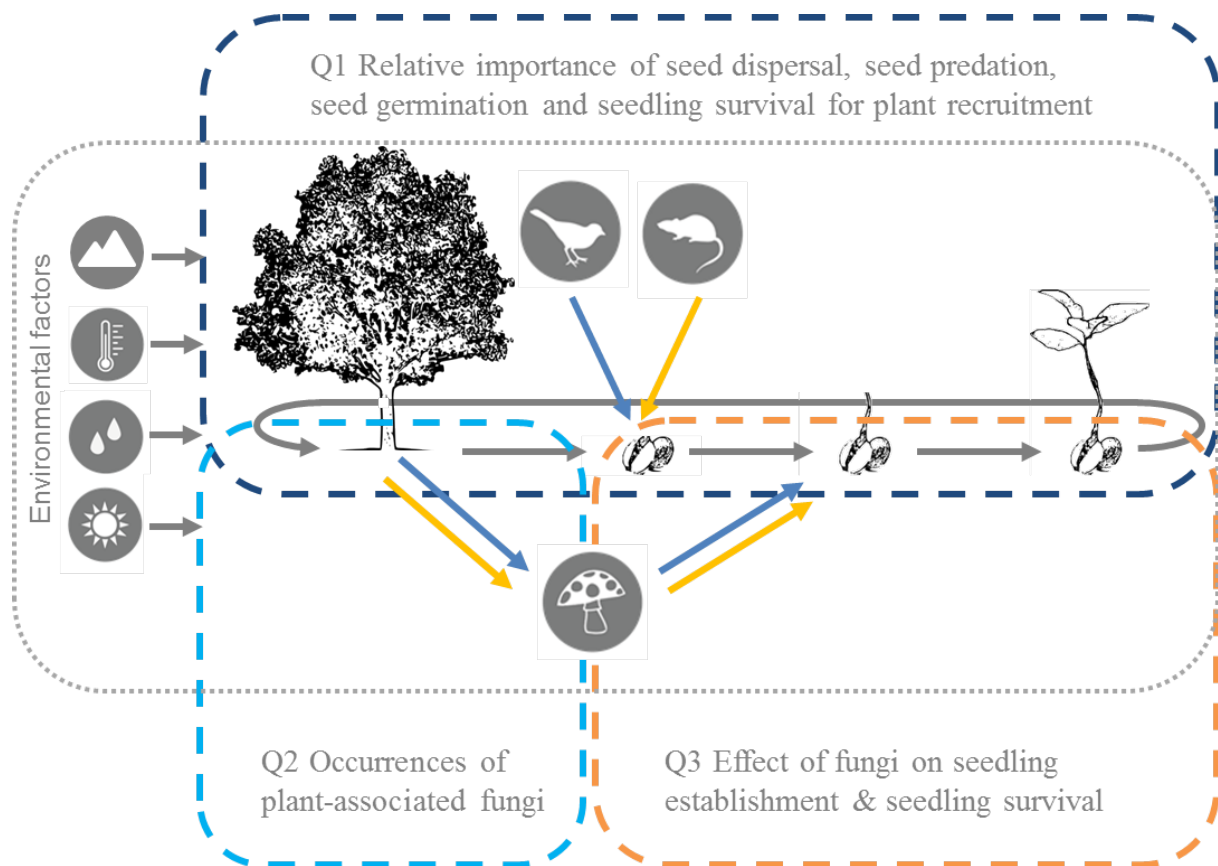 Q1 Relative importance of seed dispersal, seed predation,
seed germination and seedling survival for plant recruitment
Environmental factors
Q2 Occurrences of
plant-associated fungi
Q3 Effect of fungi on seedling
establishment & seedling survival